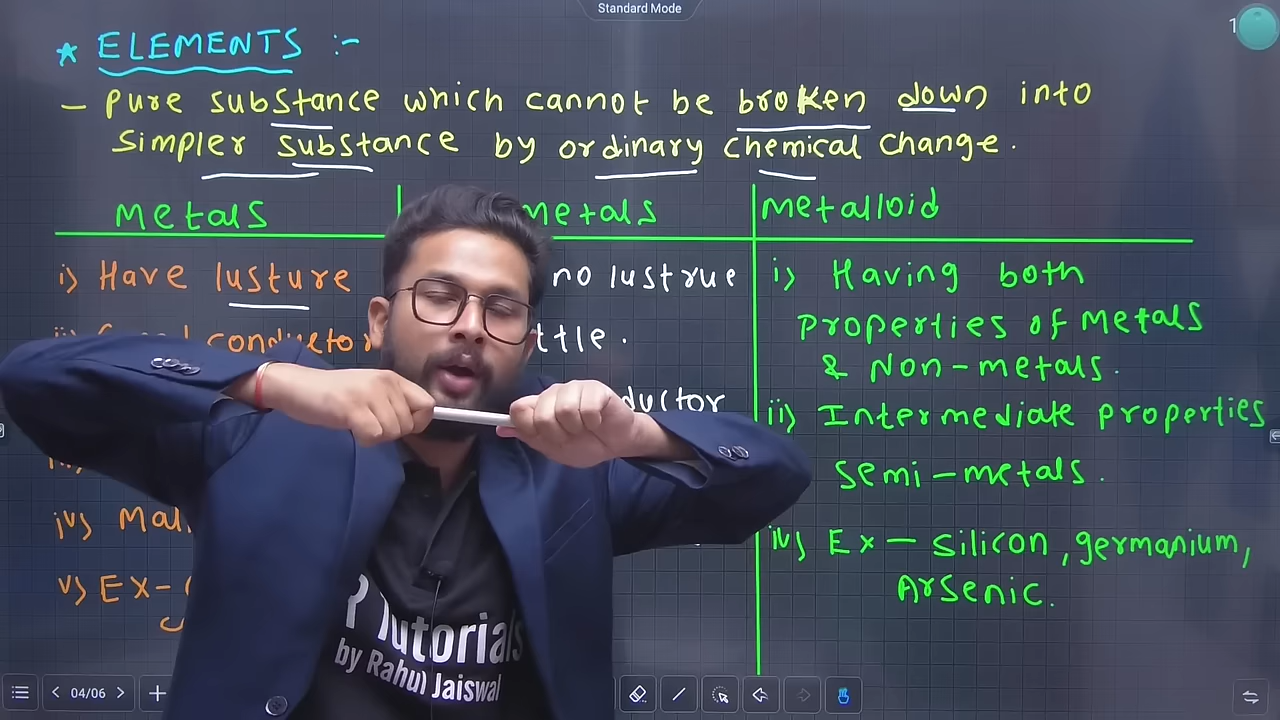 Standard Mode
1
* ELEMENTS :-
- Pure substance which cannot be broken down into
simpler substance by ordinary chemical change.
Metals
metals
Metalloid
i) Have lusture
no lustrue
i) Having both
properties of Metals
& Non-metals.
conductor
ttle.
ductor
ii) Intermediate properties
semi-metals.
iv) Mal
iv) Ex - silicon, germanium,
Arsenic.
v) Ex-
Tutorials
by Rahul Jaiswal
04/06